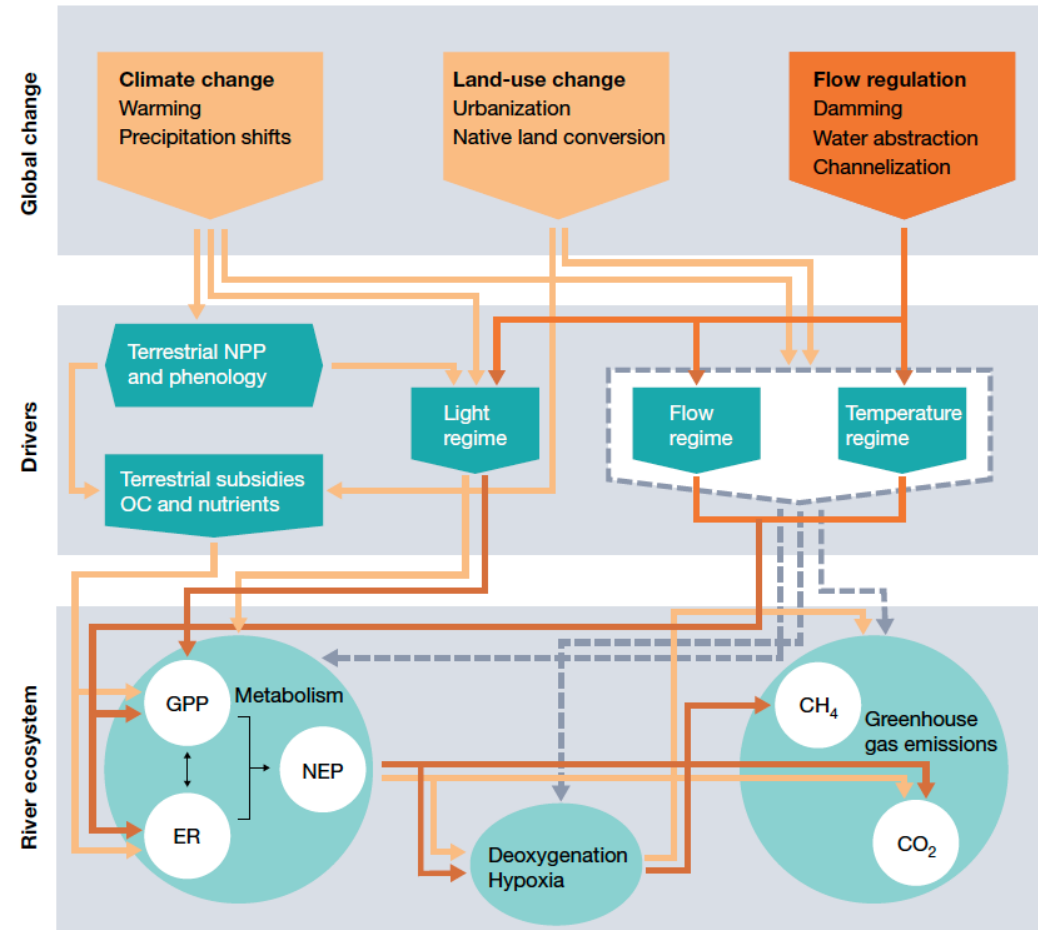 Global change
Climate change
Warming
Precipitation shifts
Land-use change
Urbanization
Native land conversion
Flow regulation
Damming
Water abstraction
Channelization
Drivers
Terrestrial NPP
and phenology
Terrestrial subsidies
OC and nutrients
Light
regime
Flow
regime
Temperature
regime
River ecosystem
GPP
Metabolism
NEP
ER
Deoxygenation
Hypoxia
CH4
Greenhouse
gas emissions
CO2